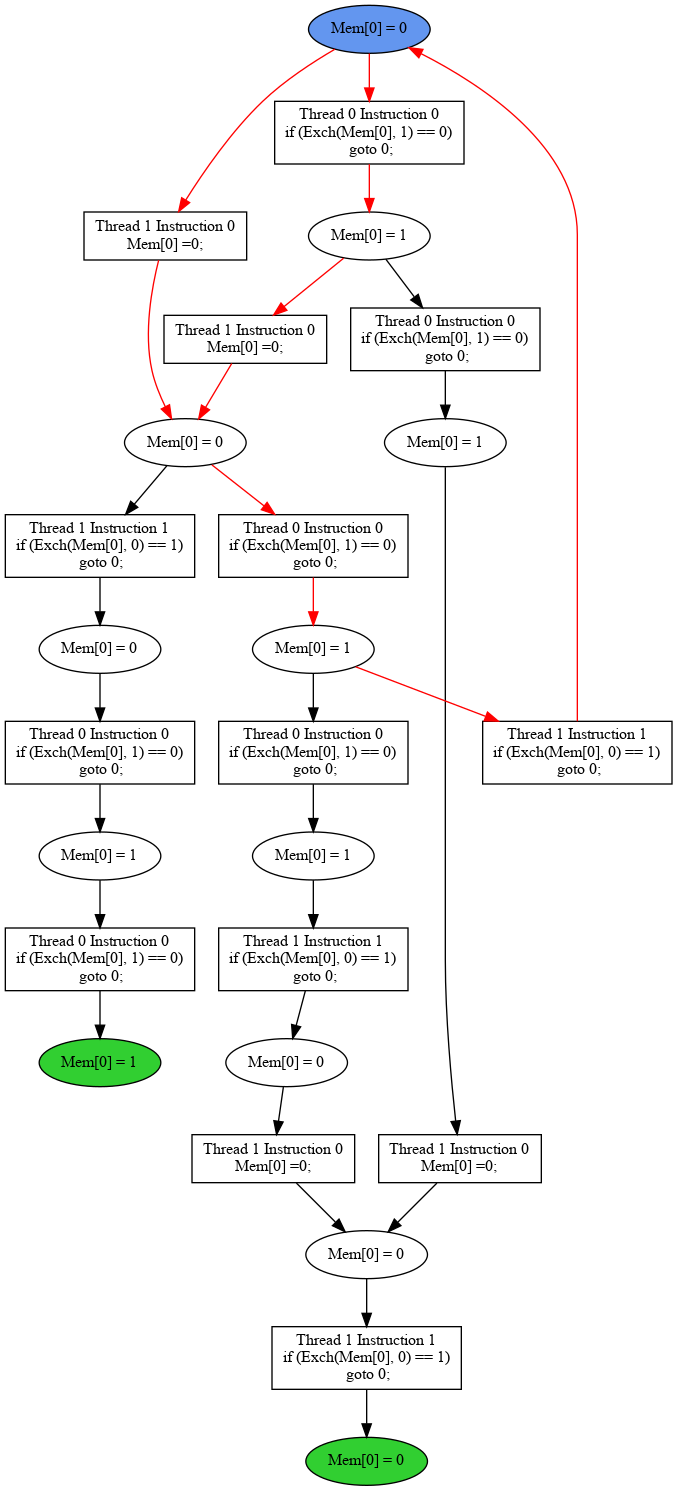 Mem[0] = 0
Thread 0 Instruction 0
if (Exch(Mem[0], 1) == 0)
goto 0;
Thread 1 Instruction 0
Mem[0] =0;
Mem[0] = 1
Thread 1 Instruction 0
Mem[0] =0;
Thread 0 Instruction 0
if (Exch(Mem[0], 1) == 0)
goto 0;
Mem[0] = 0
Mem[0] = 1
Thread 1 Instruction 1
if (Exch(Mem[0], 0) == 1)
goto 0;
Thread 0 Instruction 0
if (Exch(Mem[0], 1) == 0)
goto 0;
Mem[0] = 0
Mem[0] = 1
Thread 0 Instruction 0
if (Exch(Mem[0], 1) == 0)
goto 0;
Thread 0 Instruction 0
if (Exch(Mem[0], 1) == 0)
goto 0;
Thread 1 Instruction 1
if (Exch(Mem[0], 0) == 1)
goto 0;
Mem[0] = 1
Mem[0] = 1
Thread 0 Instruction 0
if (Exch(Mem[0], 1) == 0)
goto 0;
Thread 1 Instruction 1
if (Exch(Mem[0], 0) == 1)
goto 0;
Mem[0] = 1
Mem[0] = 0
Thread 1 Instruction 0
Mem[0] =0;
Thread 1 Instruction 0
Mem[0] =0;
Mem[0] = 0
Thread 1 Instruction 1
if (Exch(Mem[0], 0) == 1)
goto 0;
Mem[0] = 0